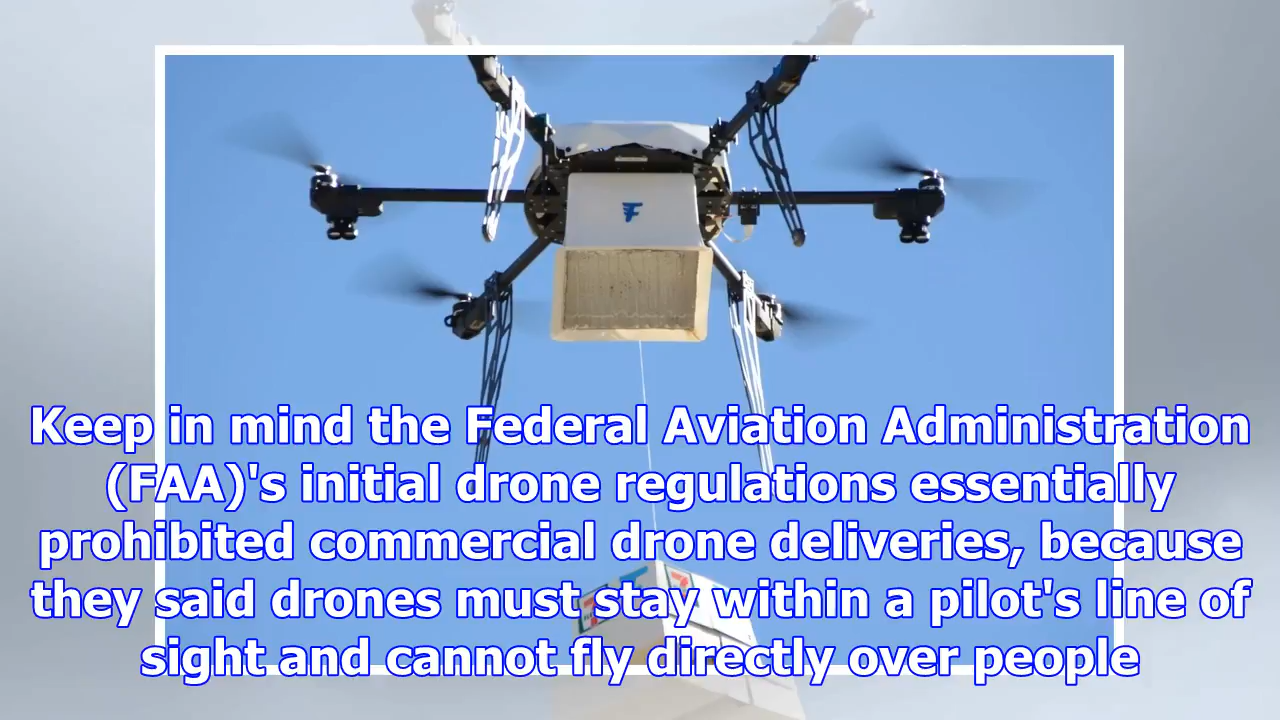 Keep in mind the Federal Aviation Administration
(FAA)'s initial drone regulations essentially
prohibited commercial drone deliveries, because
they said drones must stay within a pilot's line of
sight and cannot fly directly over people